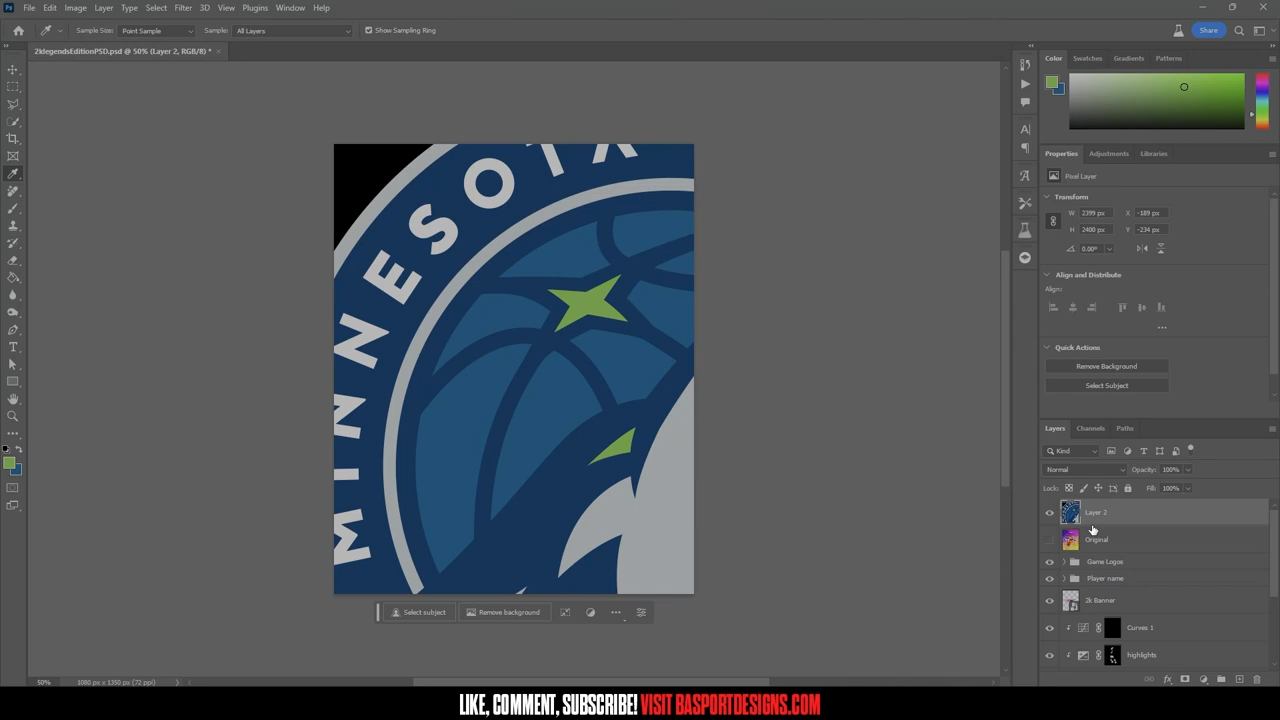 Ps File Edit Image Layer Type Select Filter 3D View Plugins Window Help
Sample Size: Point Sample Sample: All Layers Show Sampling Ring Share
2klegendsEditionPSD.psd @ 50% (Layer 2, RGB/8) * ×
Color Swatches Gradients Patterns
Properties Adjustments Libraries
Pixel Layer
Transform
W 2399 px X -189 px
H 2400 px Y -234 px
0.00°
Align and Distribute
Align:
Quick Actions
Remove Background
Select Subject
MINNESOT
Layers Channels Paths
Kind
Normal Opacity: 100%
Lock: Fill: 100%
Layer 2
Original
Game Logos
Player name
2k Banner
Curves 1
highlights
Select subject Remove background
50% 1080 px x 1350 px (72 ppi)
LIKE, COMMENT, SUBSCRIBE! VISIT BASPORTDESIGNS.COM